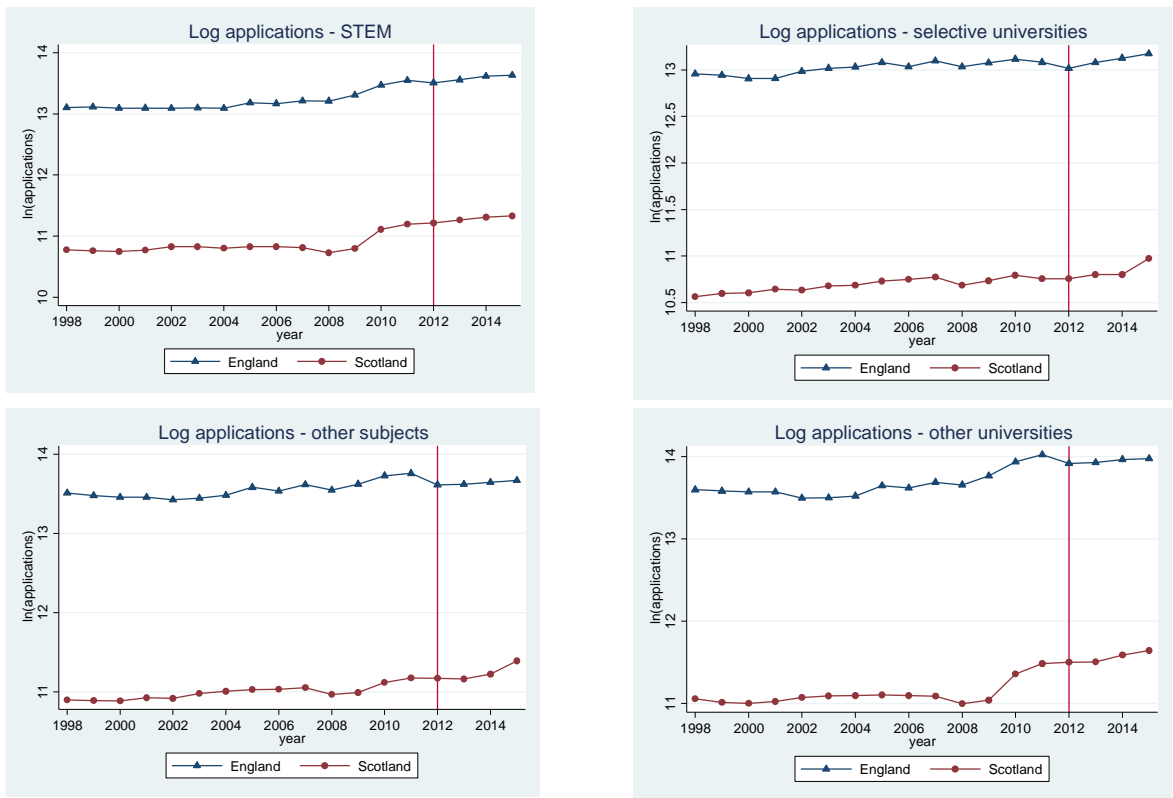 Log applications - STEM
14
13
12
11
10
ln(applications)
1998 2000 2002 2004 2006 2008 2010 2012 2014
year
England Scotland
Log applications - selective universities
13
12.5
12
11.5
11
10.5
ln(applications)
1998 2000 2002 2004 2006 2008 2010 2012 2014
year
England Scotland
Log applications - other subjects
14
13
12
11
ln(applications)
1998 2000 2002 2004 2006 2008 2010 2012 2014
year
England Scotland
Log applications - other universities
14
13
12
11
ln(applications)
1998 2000 2002 2004 2006 2008 2010 2012 2014
year
England Scotland